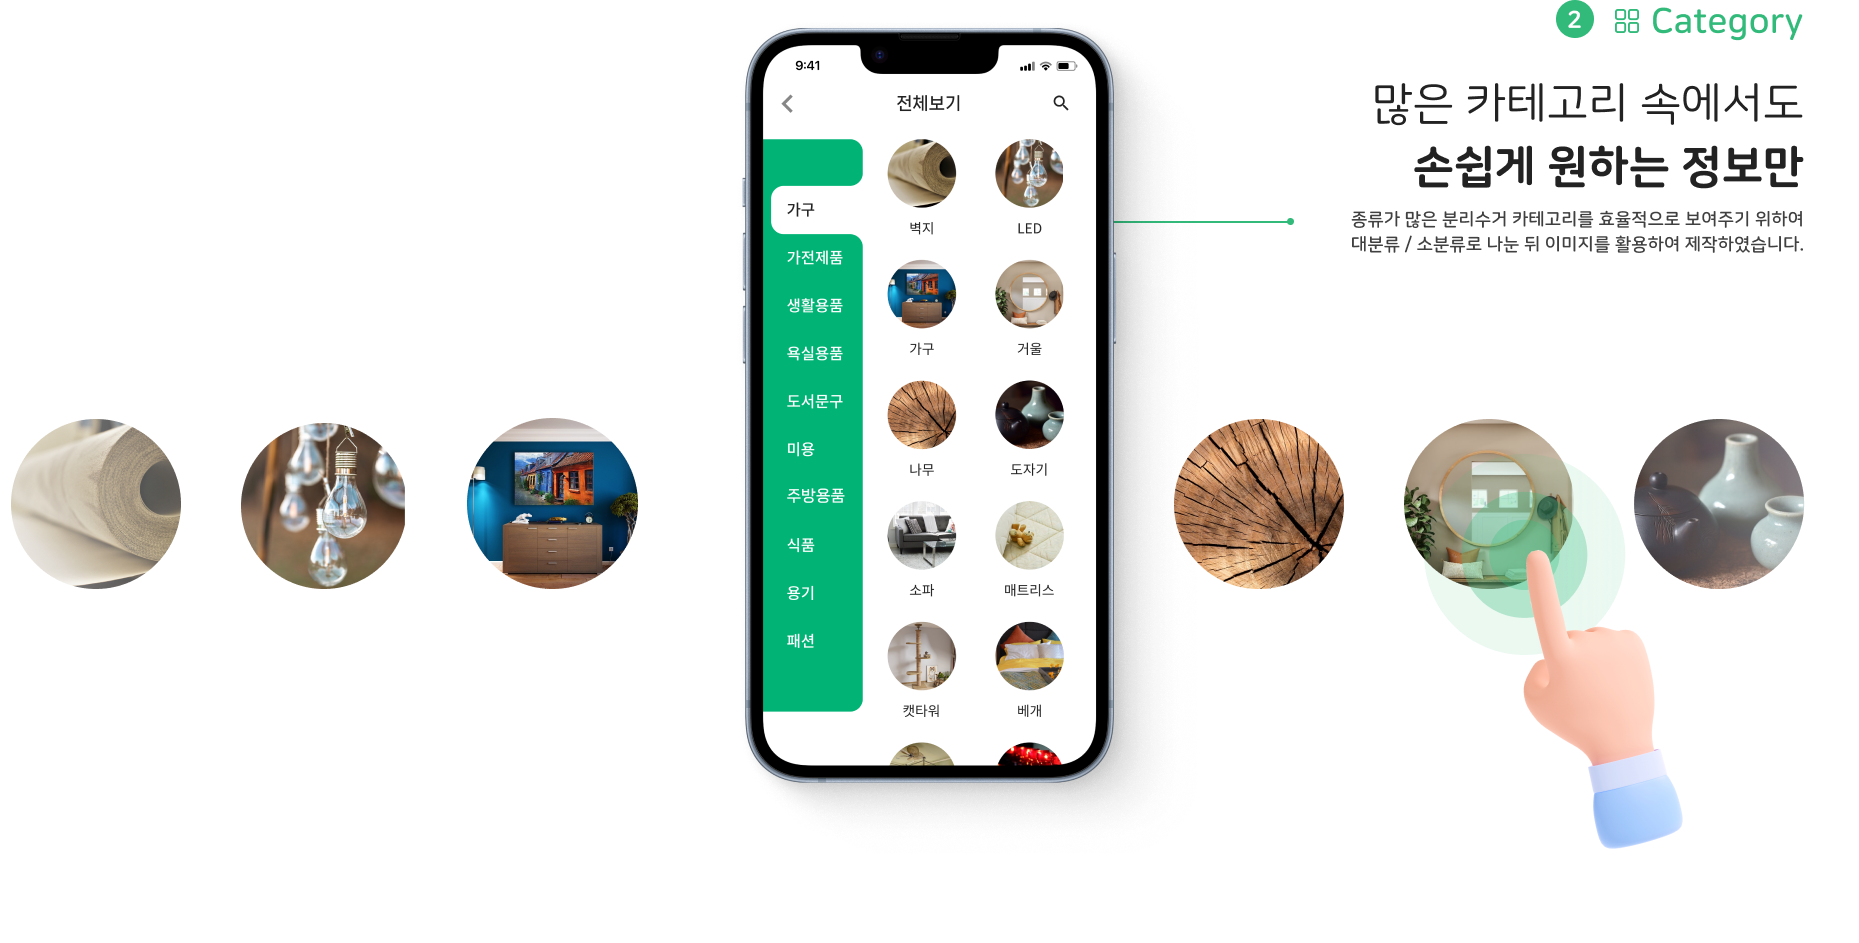 2 Category
많은 카테고리 속에서도
손쉽게 원하는 정보만
종류가 많은 분리수거 카테고리를 효율적으로 보여주기 위하여
대분류 / 소분류로 나눈 뒤 이미지를 활용하여 제작하였습니다.
9:41
전체보기
가구
가전제품
생활용품
욕실용품
도서문구
미용
주방용품
식품
용기
패션
벽지 LED
가구 거울
나무 도자기
소파 매트리스
캣타워 베개